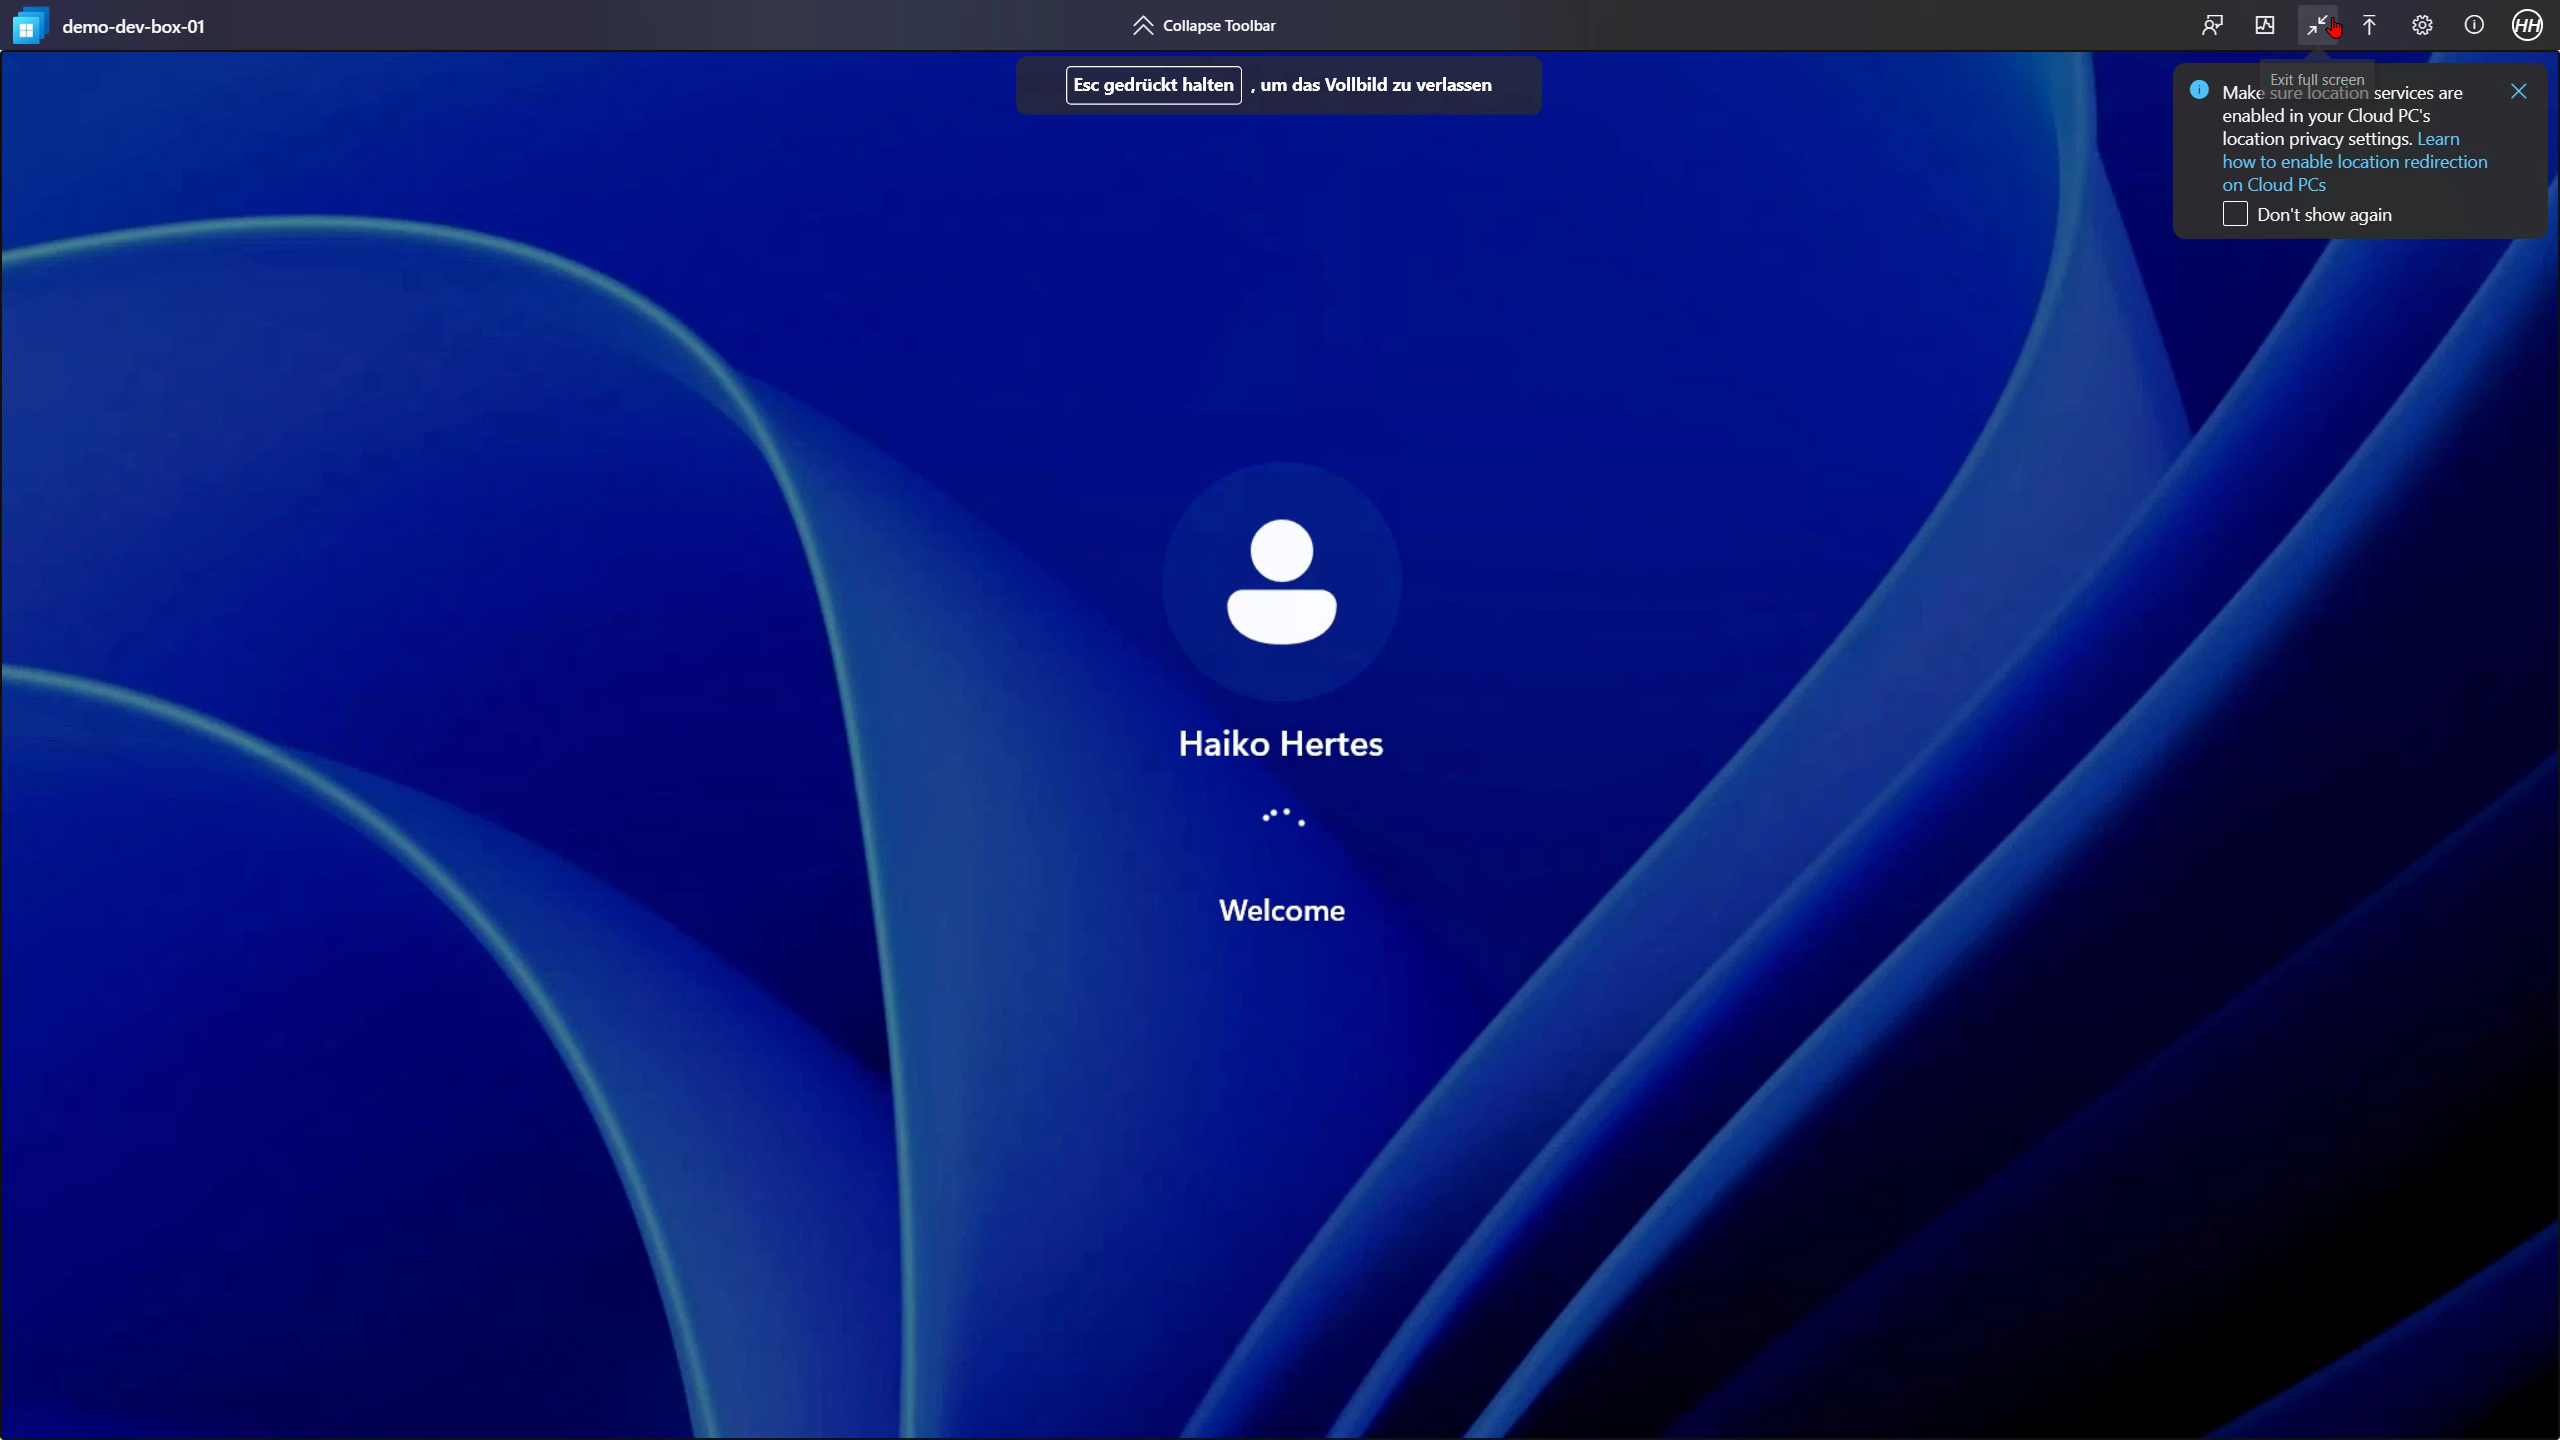 demo-dev-box-01
Collapse Toolbar
HH
Esc gedrückt halten , um das Vollbild zu verlassen
Exit full screen
Make sure location services are
enabled in your Cloud PC's
location privacy settings. Learn
how to enable location redirection
on Cloud PCs
Don't show again
Haiko Hertes
Welcome